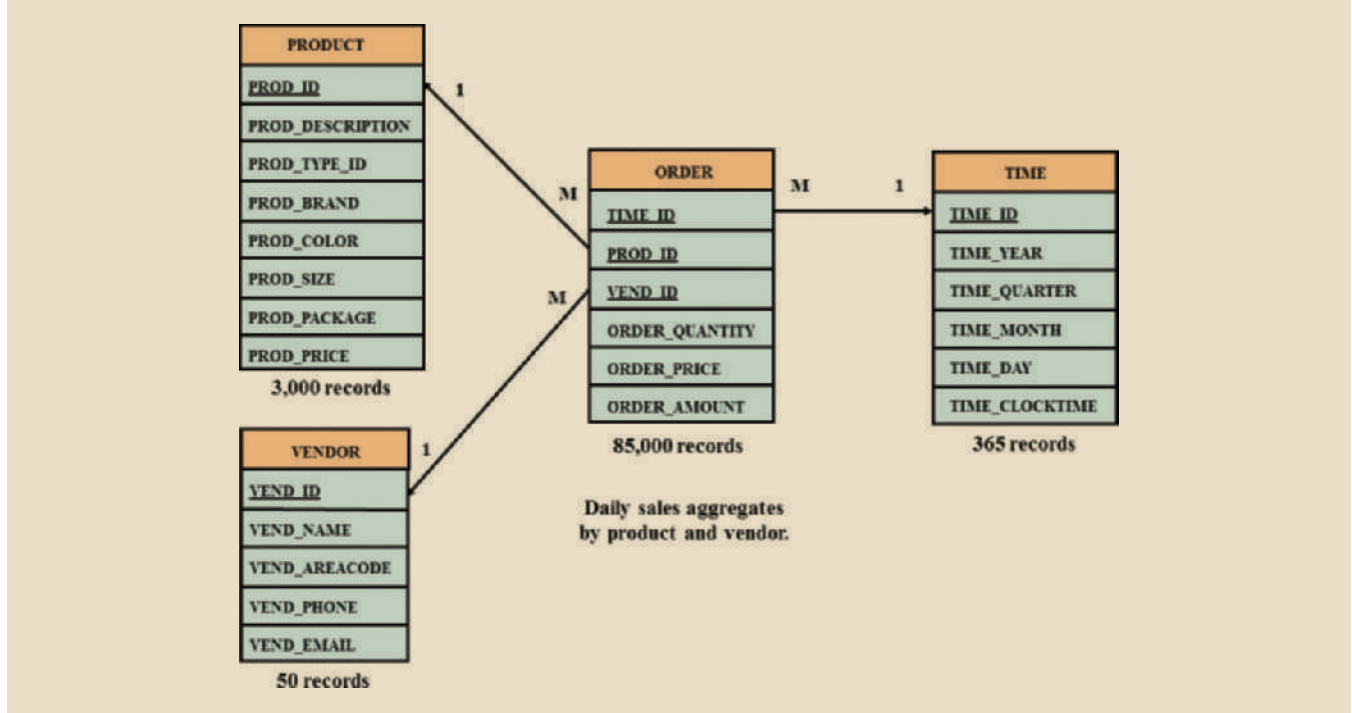 PRODUCT
PROD_ID
PROD_DESCRIPTION
PROD_TYPE_ID
PROD_BRAND
PROD_COLOR
PROD_SIZE
PROD_PACKAGE
PROD_PRICE
3,000 records
1
M
ORDER
TIME_ID
PROD_ID
VEND_ID
ORDER_QUANTITY
ORDER_PRICE
ORDER_AMOUNT
85,000 records
Daily sales aggregates
by product and vendor.
M
1
TIME
TIME_ID
TIME_YEAR
TIME_QUARTER
TIME_MONTH
TIME_DAY
TIME_CLOCKTIME
365 records
M
1
VENDOR
VEND_ID
VEND_NAME
VEND_AREACODE
VEND_PHONE
VEND_EMAIL
50 records